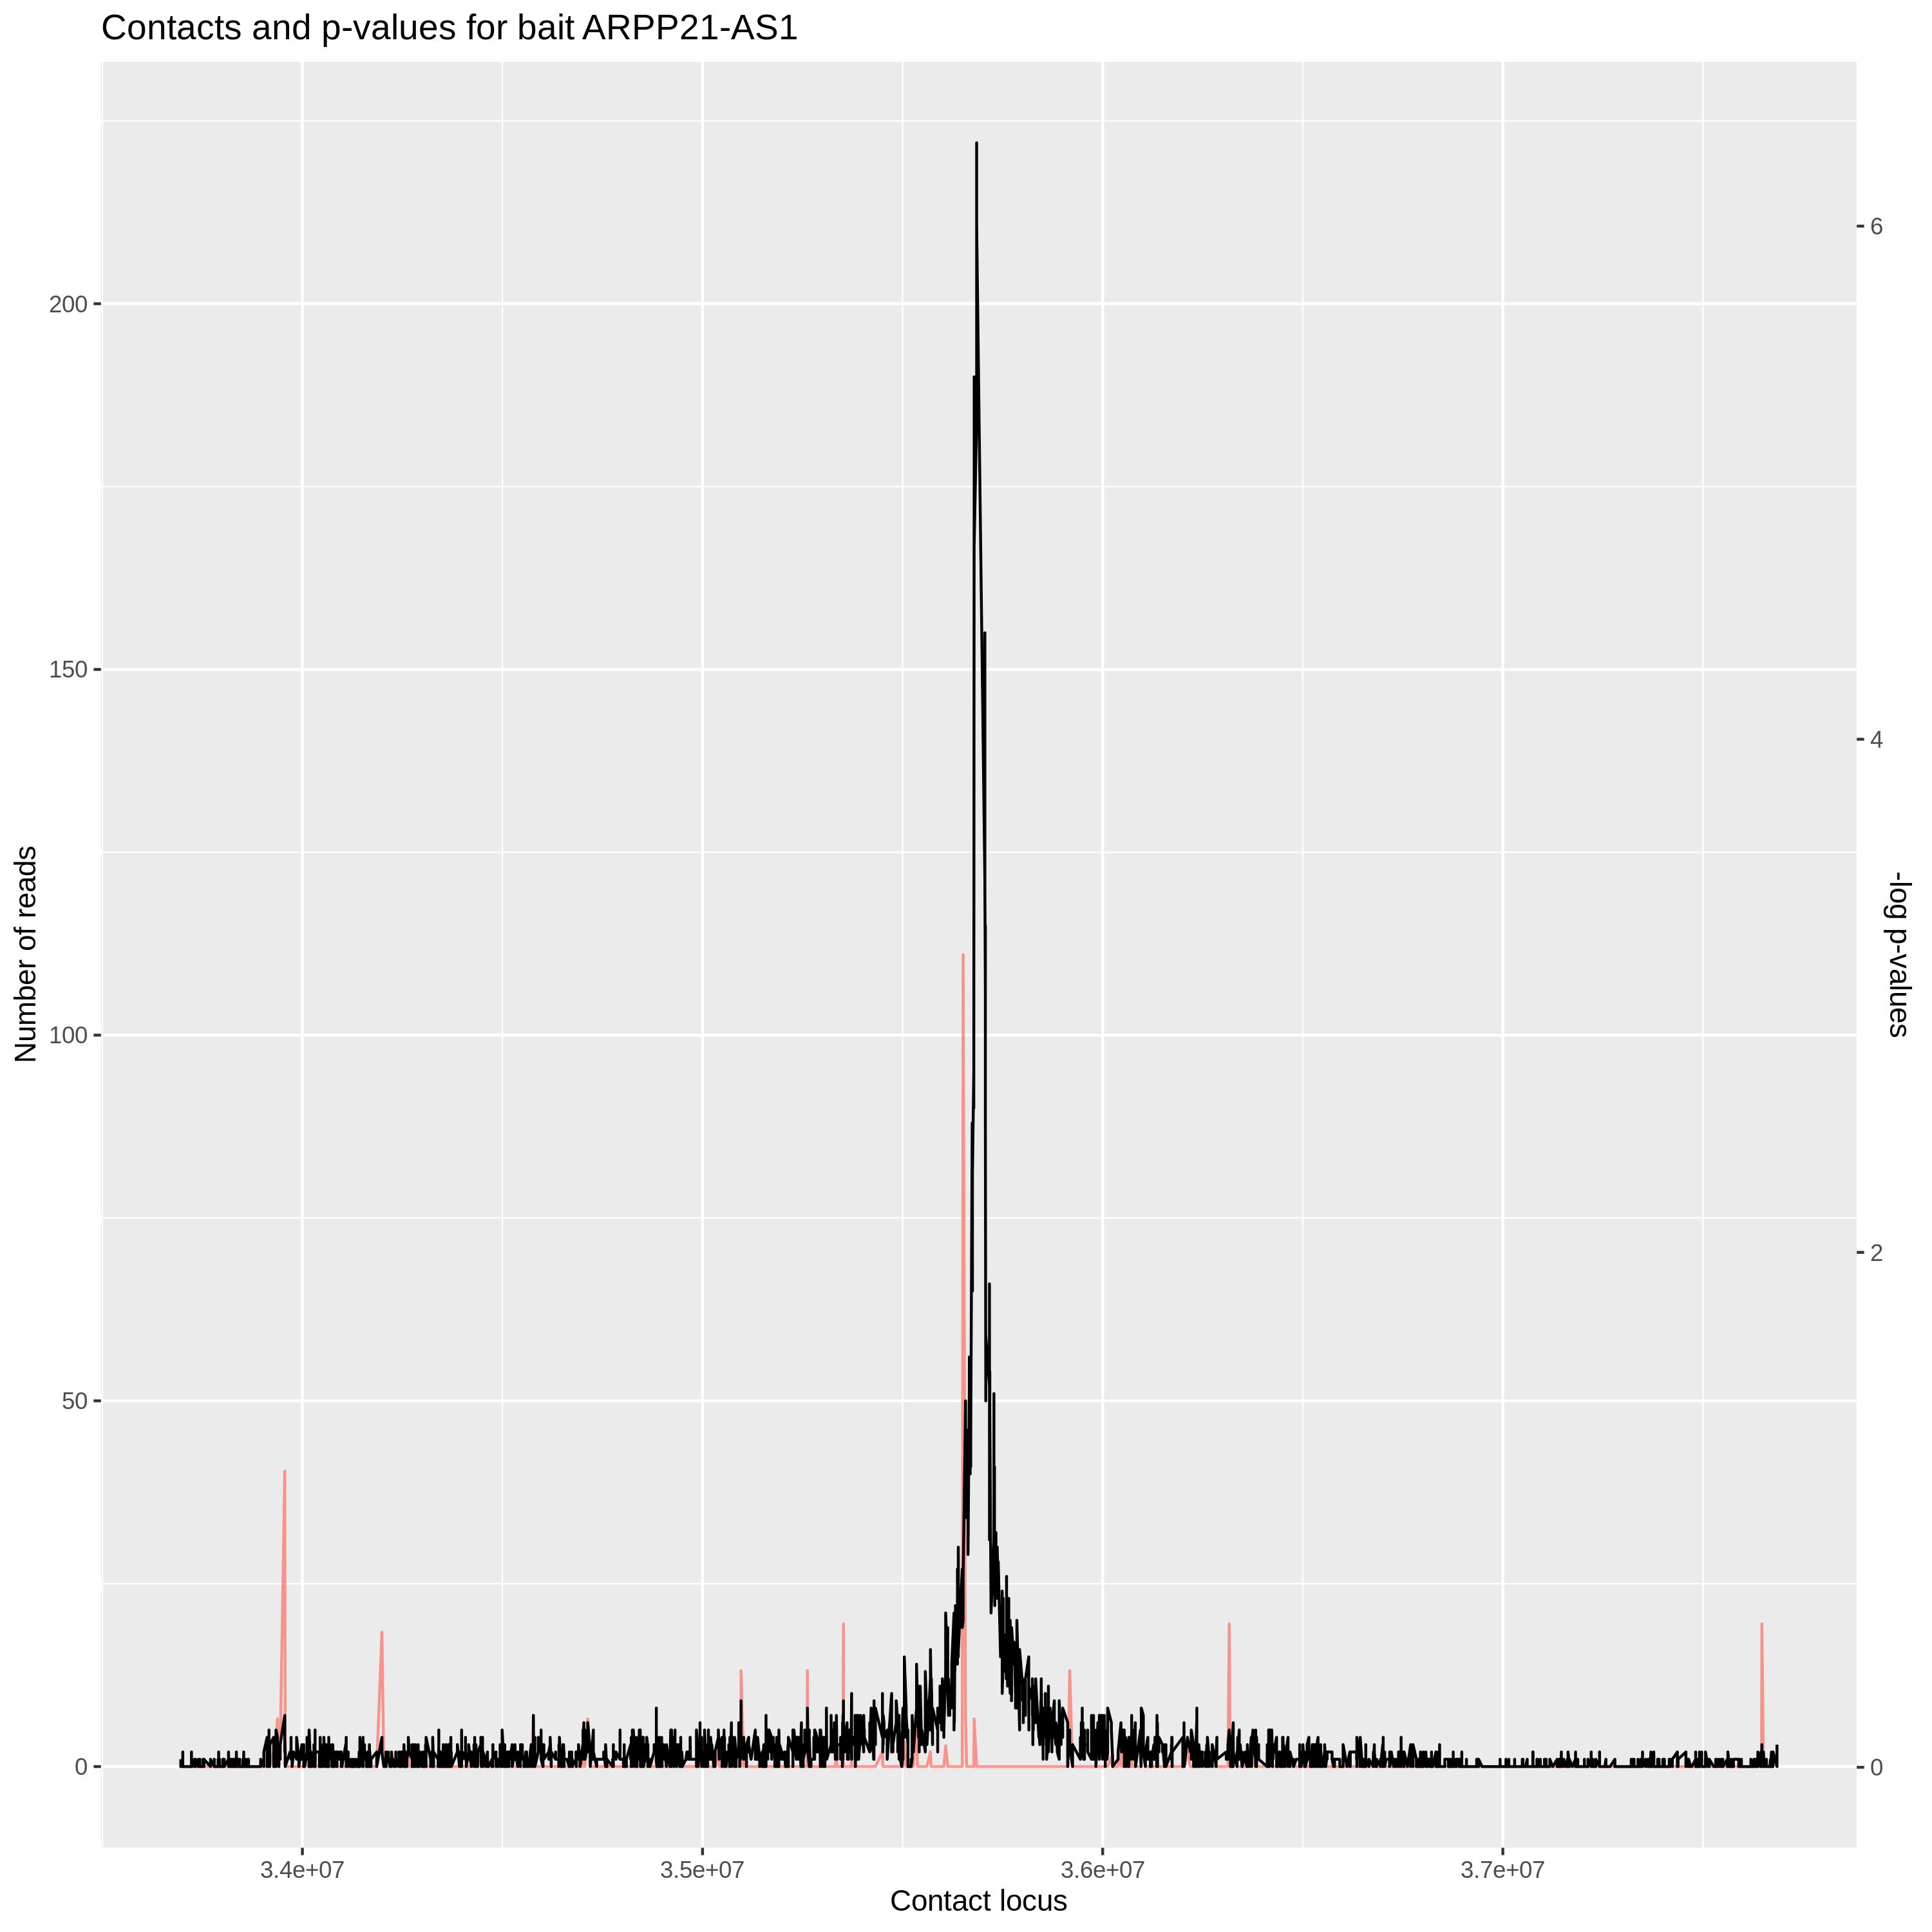 Contacts and p-values for bait ARPP21-AS1
200
150
100
50
0
Number of reads
6
4
2
0
-log p-values
3.4e+07
3.5e+07
3.6e+07
3.7e+07
Contact locus